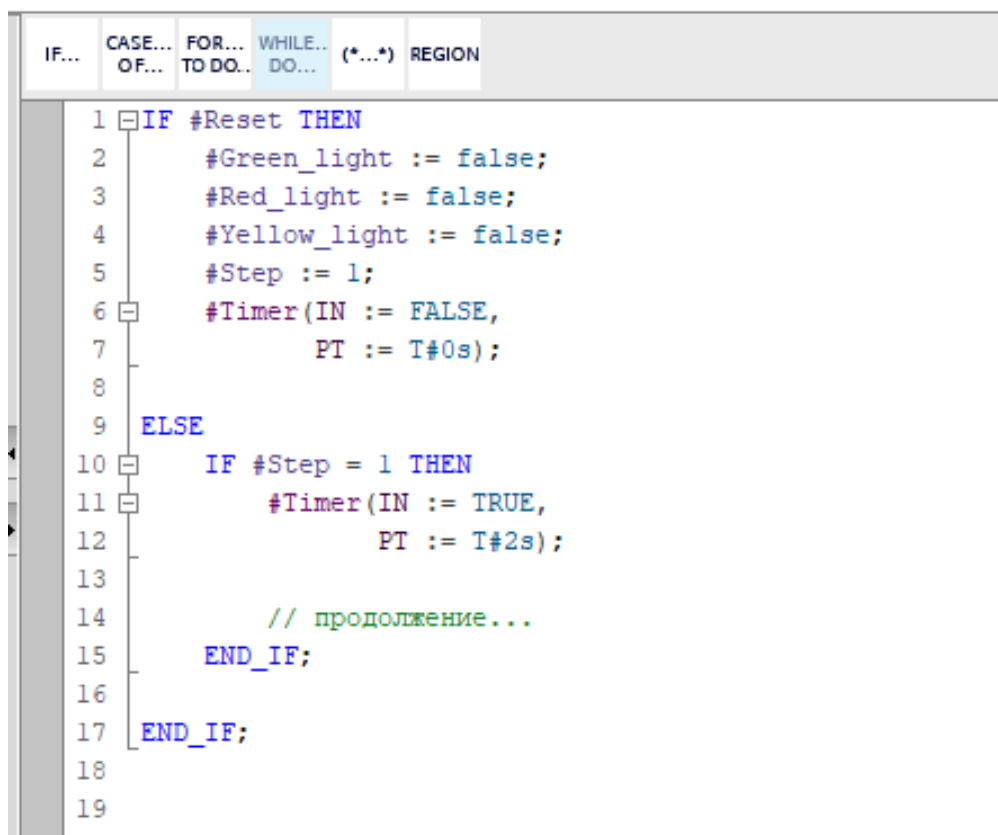 IF... CASE... OF... FOR... TO DO... WHILE.. DO... (*...*) REGION
1 IF #Reset THEN
2 #Green_light := false;
3 #Red_light := false;
4 #Yellow_light := false;
5 #Step := 1;
6 #Timer(IN := FALSE,
7 PT := T#0s);
8
9 ELSE
10 IF #Step = 1 THEN
11 #Timer(IN := TRUE,
12 PT := T#2s);
13
14 // продолжение...
15 END_IF;
16
17 END_IF;
18
19